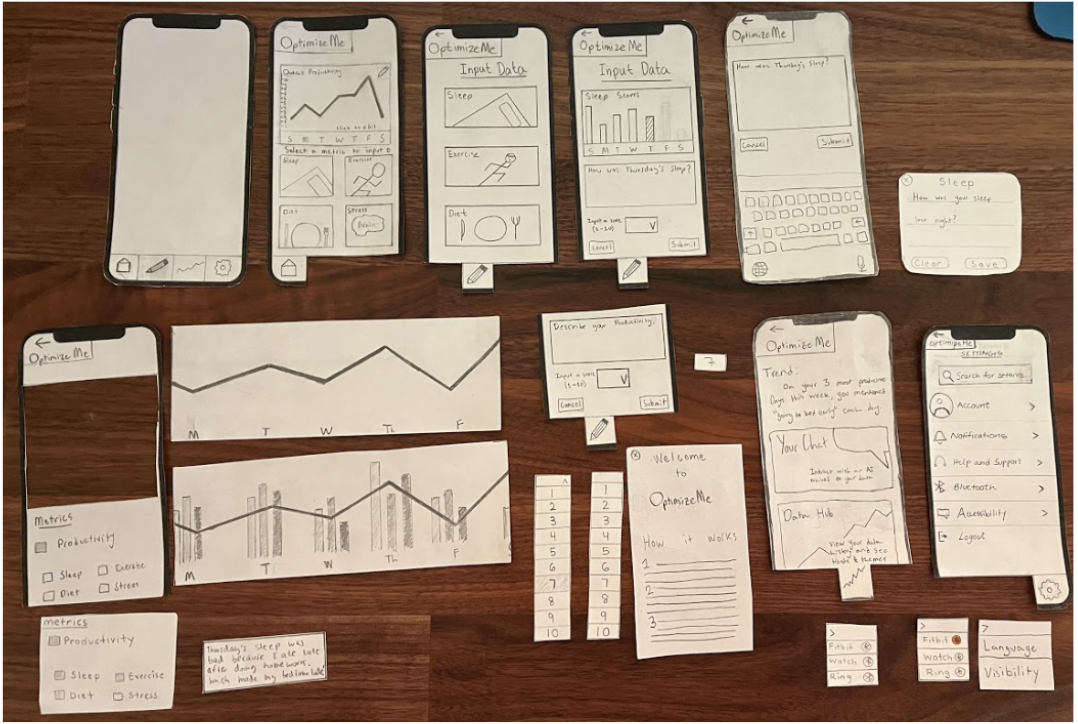 OptimizeMe
Productivity
click to edit
S M T W T F S
Select a metric to input
Sleep
Exercise
Diet
Stress
OptimizeMe
Input Data
Sleep
Exercise
Diet
OptimizeMe
Input Data
Sleep Scores
S M T W T F S
How was Thursday's Sleep?
Input a score
(1-10)
Cancel
Submit
OptimizeMe
How was Thursday's Sleep?
Cancel
Submit
Sleep
How was your sleep
last night?
Clear
Save
OptimizeMe
Metrics
Productivity
Sleep
Exercise
Diet
Stress
M T W Th F
M T W Th F
Describe your Productivity:
Input a score
(1-10)
Cancel
Submit
7
1
2
3
4
5
6
7
8
9
10
1
2
3
4
5
6
7
8
9
10
Welcome
to
OptimizeMe
How it works
1
2
3
OptimizeMe
Trend:
On your 3 most productive
Days this week, you mentioned
"going to bed early" each day.
Your Chat
Interact with an AI
trained to your data
Data Hub
View your data
history and see
trends & themes
OptimizeMe
SETTINGS
Search for settings
Account >
Notifications >
Help and Support >
Bluetooth >
Accessibility >
Logout
metrics
Productivity
Sleep
Exercise
Diet
Stress
Thursday's sleep was
bad because I ate late
after doing homework,
which made my bedtime late
>
Fitbit
Watch
Ring
>
Fitbit
Watch
Ring
>
Language
Visibility